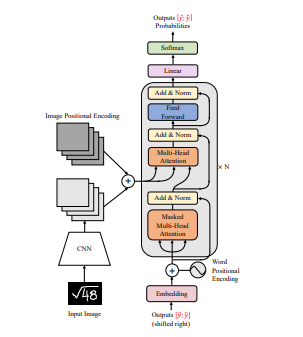 Outputs [ÿ; ȳ]
Probabilities
Softmax
Linear
Add & Norm
Feed
Forward
Add & Norm
Multi-Head
Attention
× N
Add & Norm
Masked
Multi-Head
Attention
Image Positional Encoding
CNN
√48
Input Image
Word
Positional
Encoding
Embedding
Outputs
(shifted right)